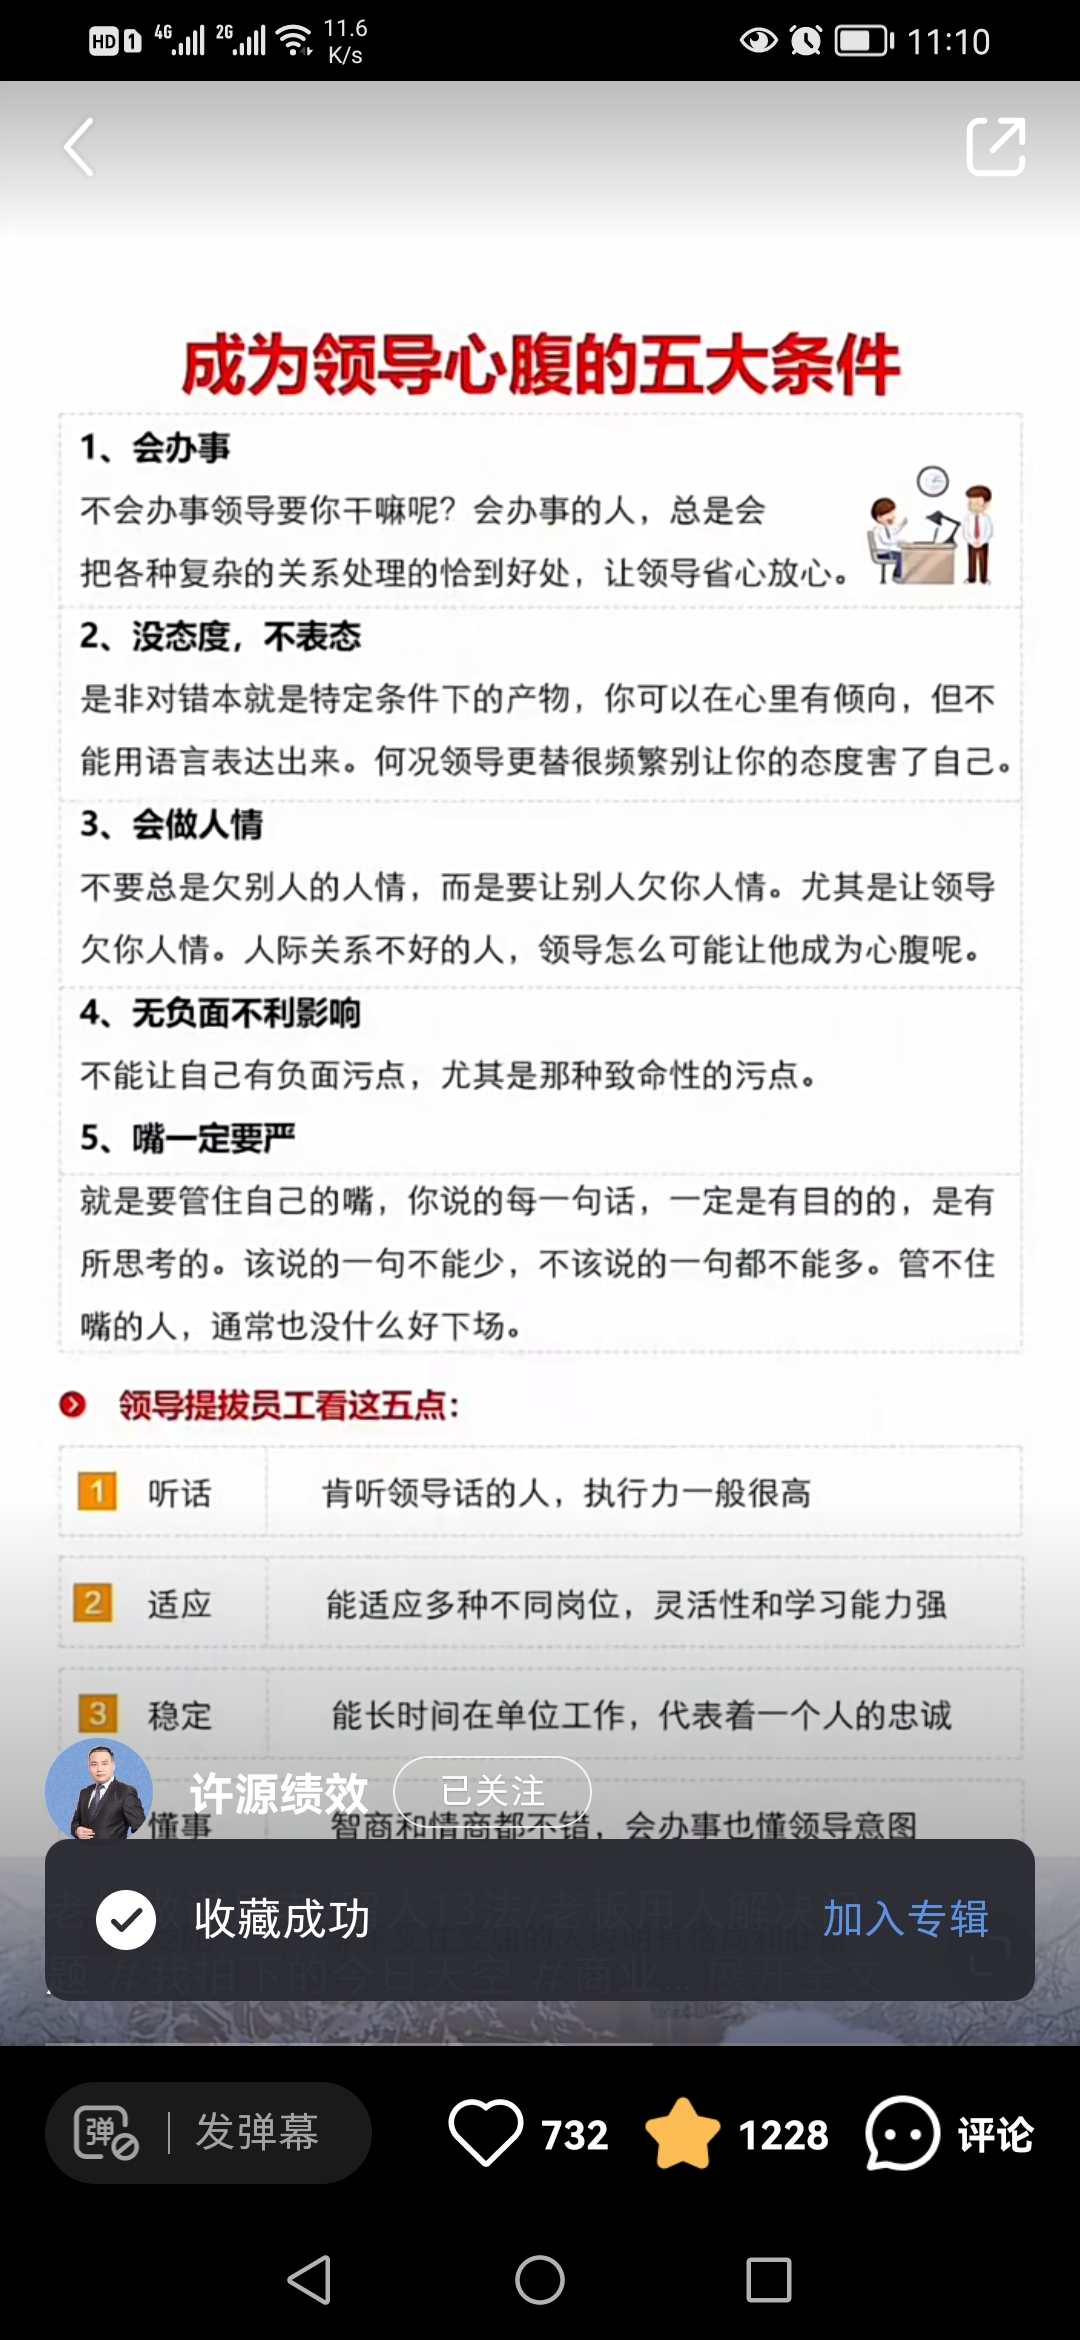 HD 1 4G 2G 11.6 K/s 11:10
成为领导心腹的五大条件
1、会办事
不会办事领导要你干嘛呢？会办事的人，总是会
把各种复杂的关系处理的恰到好处，让领导省心放心。
2、没态度，不表态
是非对错本就是特定条件下的产物，你可以在心里有倾向，但不
能用语言表达出来。何况领导更替很频繁别让你的态度害了自己。
3、会做人情
不要总是欠别人的人情，而是要让别人欠你人情。尤其是让领导
欠你人情。人际关系不好的人，领导怎么可能让他成为心腹呢。
4、无负面不利影响
不能让自己有负面污点，尤其是那种致命性的污点。
5、嘴一定要严
就是要管住自己的嘴，你说的每一句话，一定是有目的的，是有
所思考的。该说的一句不能少，不该说的一句都不能多。管不住
嘴的人，通常也没什么好下场。
领导提拔员工看这五点：
1 听话 肯听领导话的人，执行力一般很高
2 适应 能适应多种不同岗位，灵活性和学习能力强
3 稳定 能长时间在单位工作，代表着一个人的忠诚
许源绩效 已关注
懂事 智商和情商都不错，会办事也懂领导意图
收藏成功 加入专辑
题 #我拍下的今日天空 #商业... 展开全文
弹 发弹幕 732 1228 评论